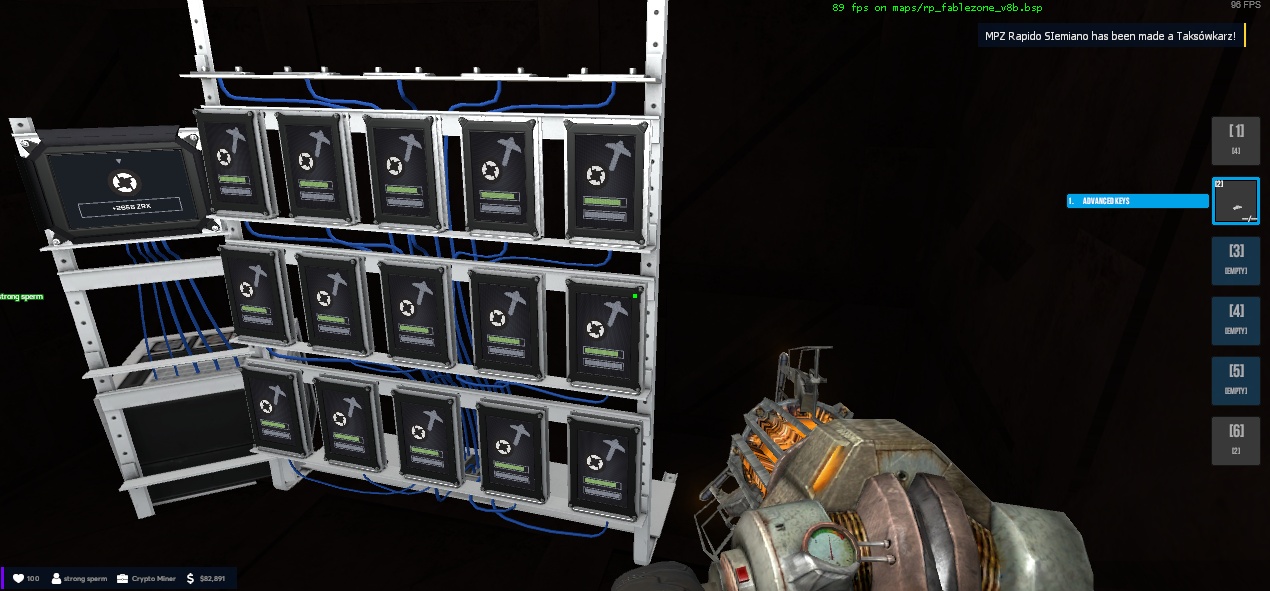 89 fps on maps/rp_fablezone_v8b.bsp
96 FPS
MPZ Rapido SIemiano has been made a Taksówkarz!
[1]
[4]
1. ADVANCED KEYS
[2]
+2856 ZRX
[3]
[EMPTY]
strong sperm
[4]
[EMPTY]
[5]
[EMPTY]
[6]
[2]
100 strong sperm Crypto Miner $ $82,891